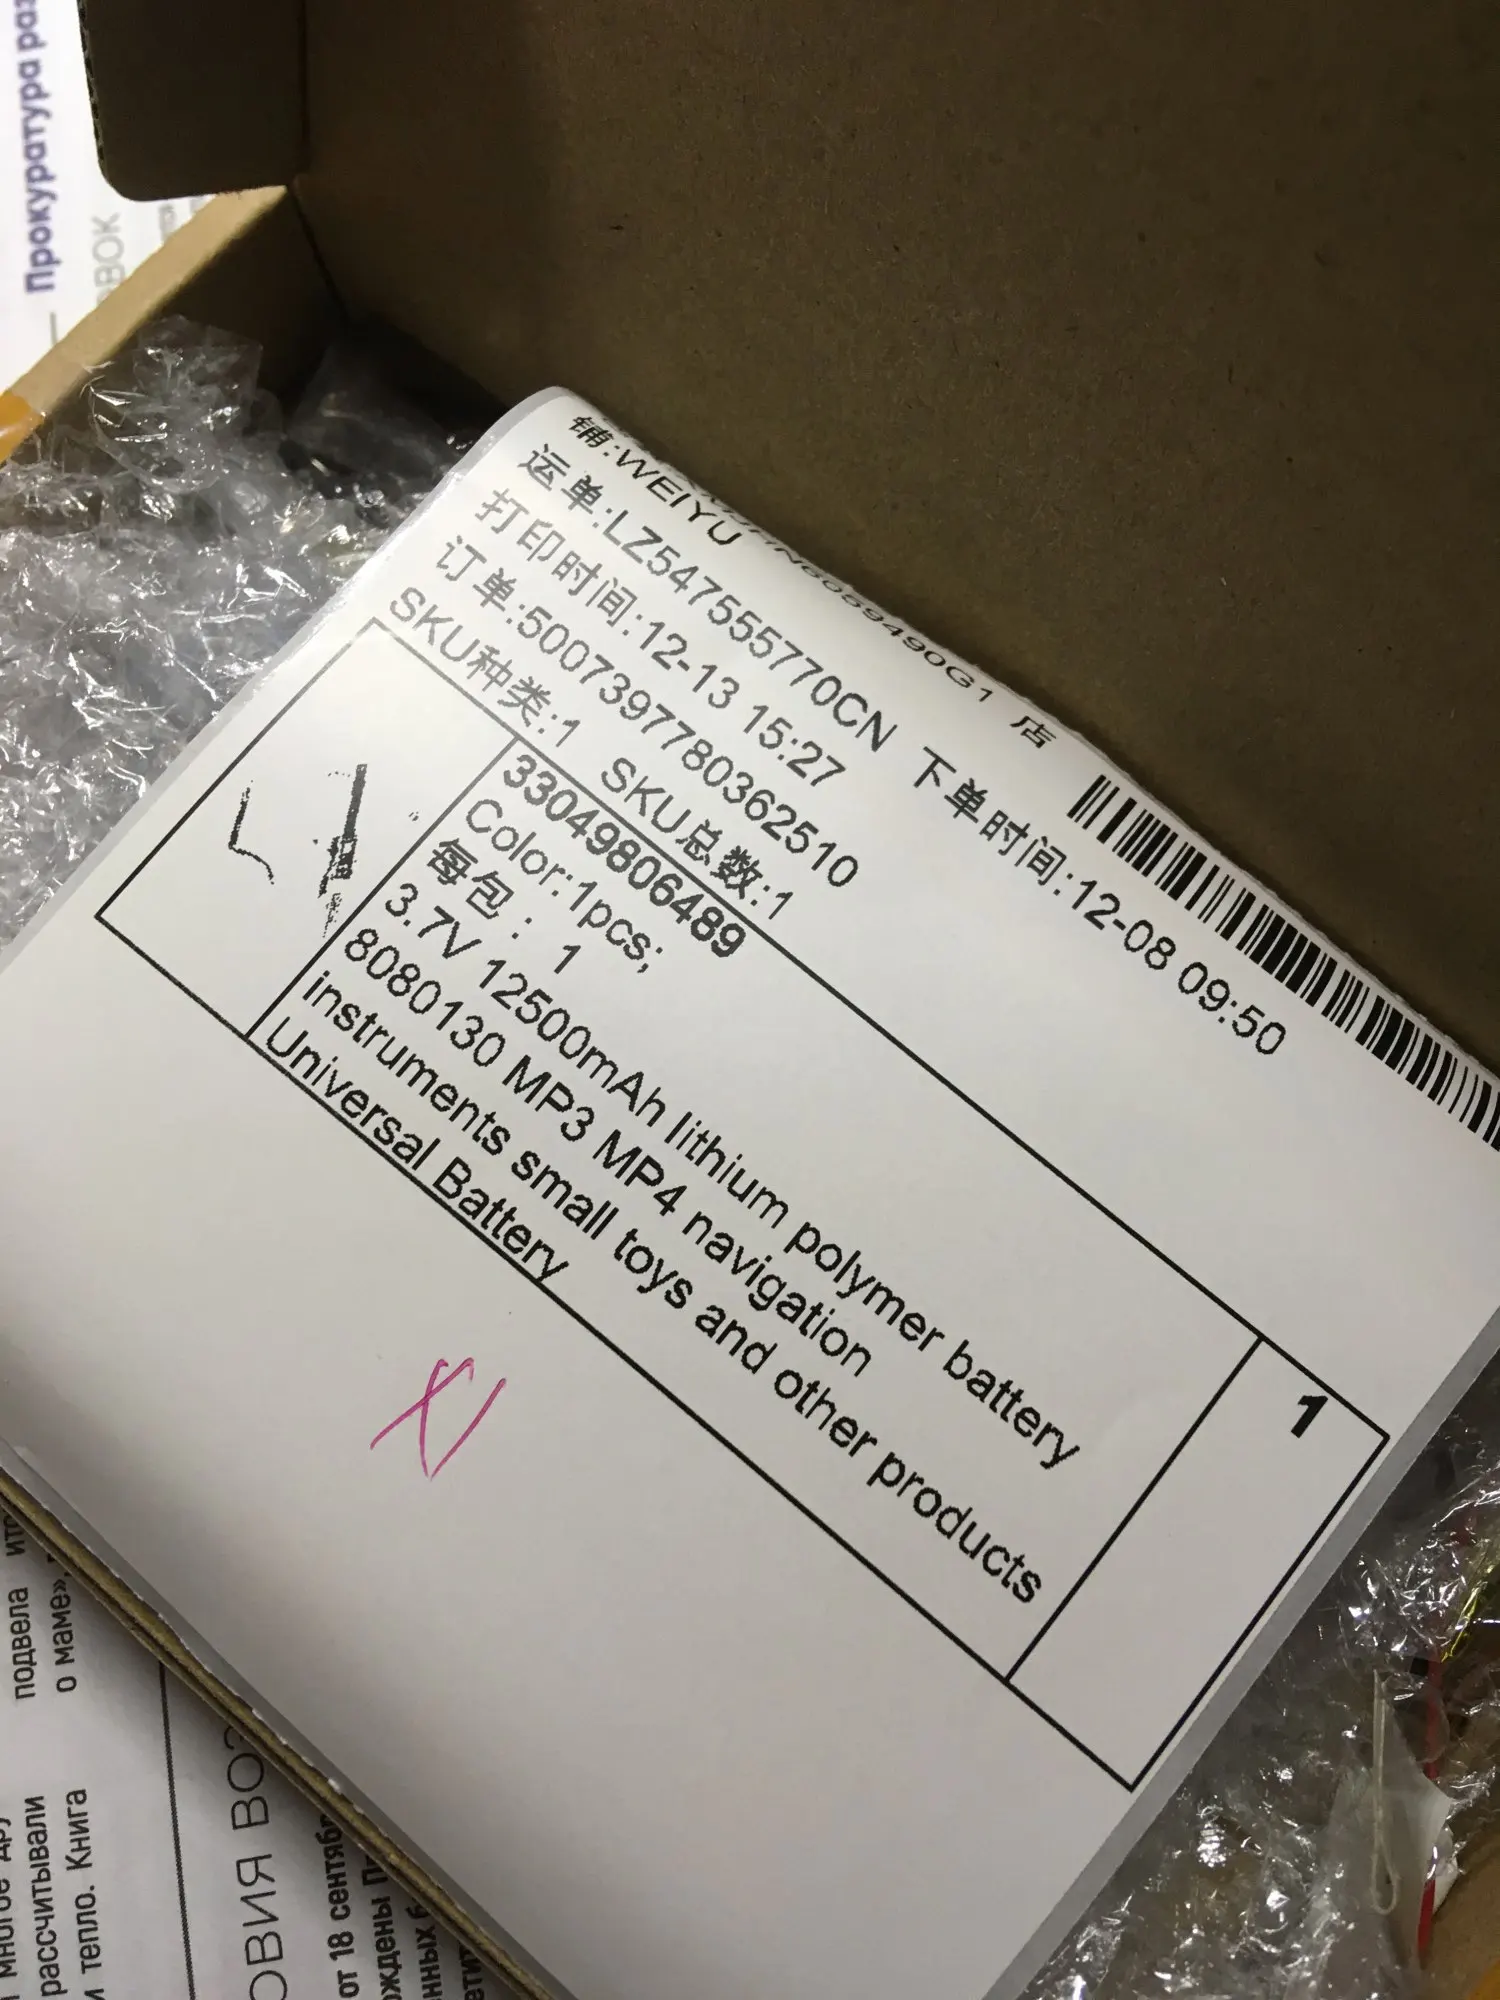 铺:WEIYU
店
运单:LZ547555770CN 下单时间:12-08 09:50
打印时间:12-13 15:27
订单:5007397780362510
SKU种类:1 SKU总数:1
33049806489
Color:1pcs;
每包 : 1
3.7V 12500mAh lithium polymer battery
8080130 MP3 MP4 navigation
instruments small toys and other products
Universal Battery
1
Прокуратура
подвела
о маме»,
рассчитывали
и тепло. Книга
от 18